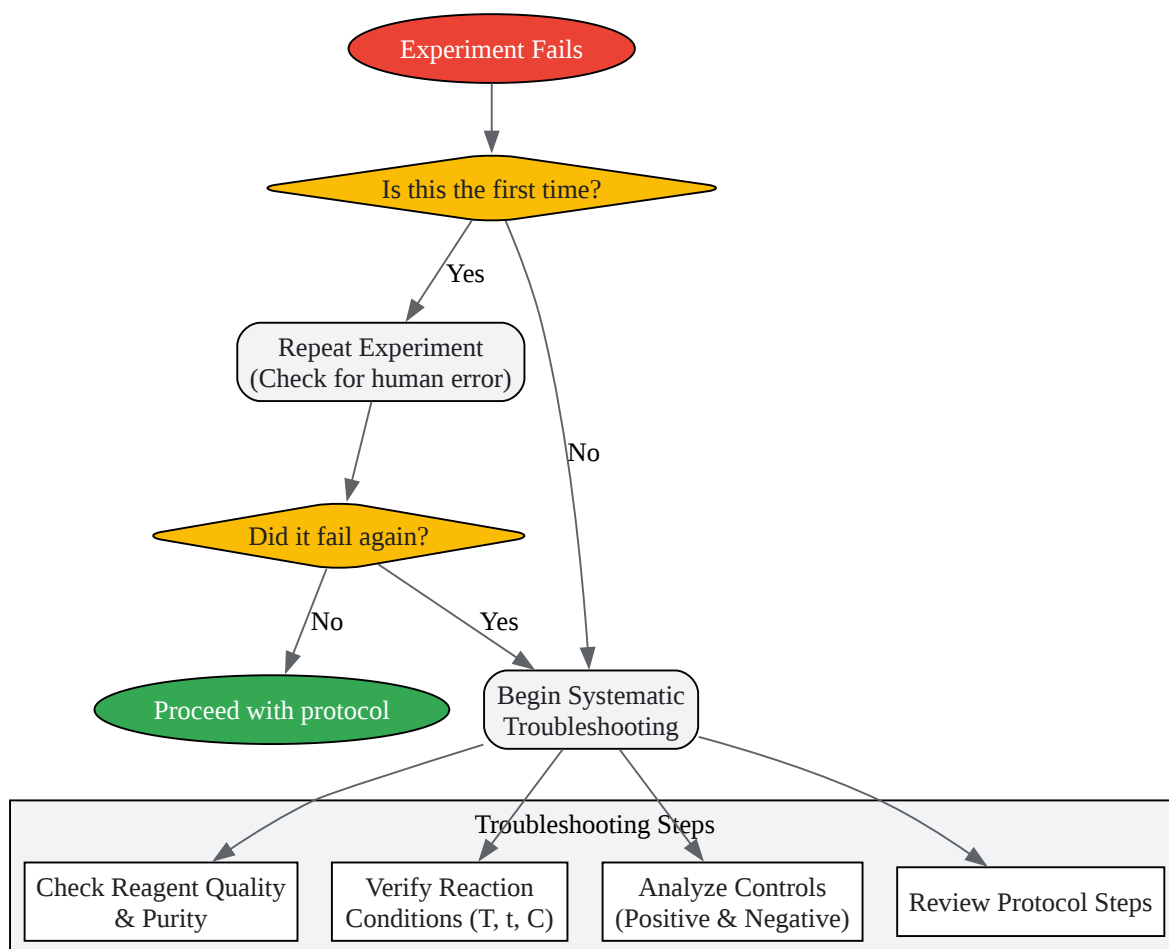 Experiment Fails
Is this the first time?
Yes
Repeat Experiment
(Check for human error)
No
Did it fail again?
No
Yes
Begin Systematic
Troubleshooting
Proceed with protocol
Troubleshooting Steps
Check Reagent Quality
& Purity
Verify Reaction
Conditions (T, t, C)
Analyze Controls
(Positive & Negative)
Review Protocol Steps